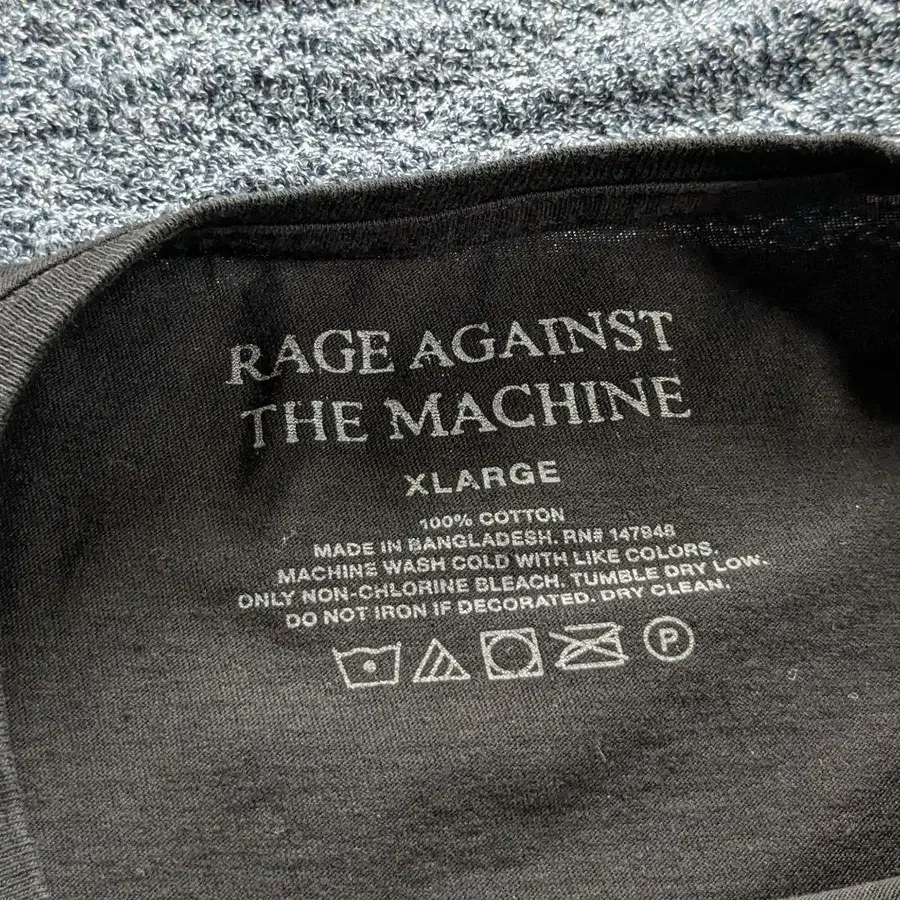 RAGE AGAINST
THE MACHINE
XLARGE
100% COTTON
MADE IN BANGLADESH. RN# 147948
MACHINE WASH COLD WITH LIKE COLORS.
ONLY NON-CHLORINE BLEACH. TUMBLE DRY LOW.
DO NOT IRON IF DECORATED. DRY CLEAN.
P